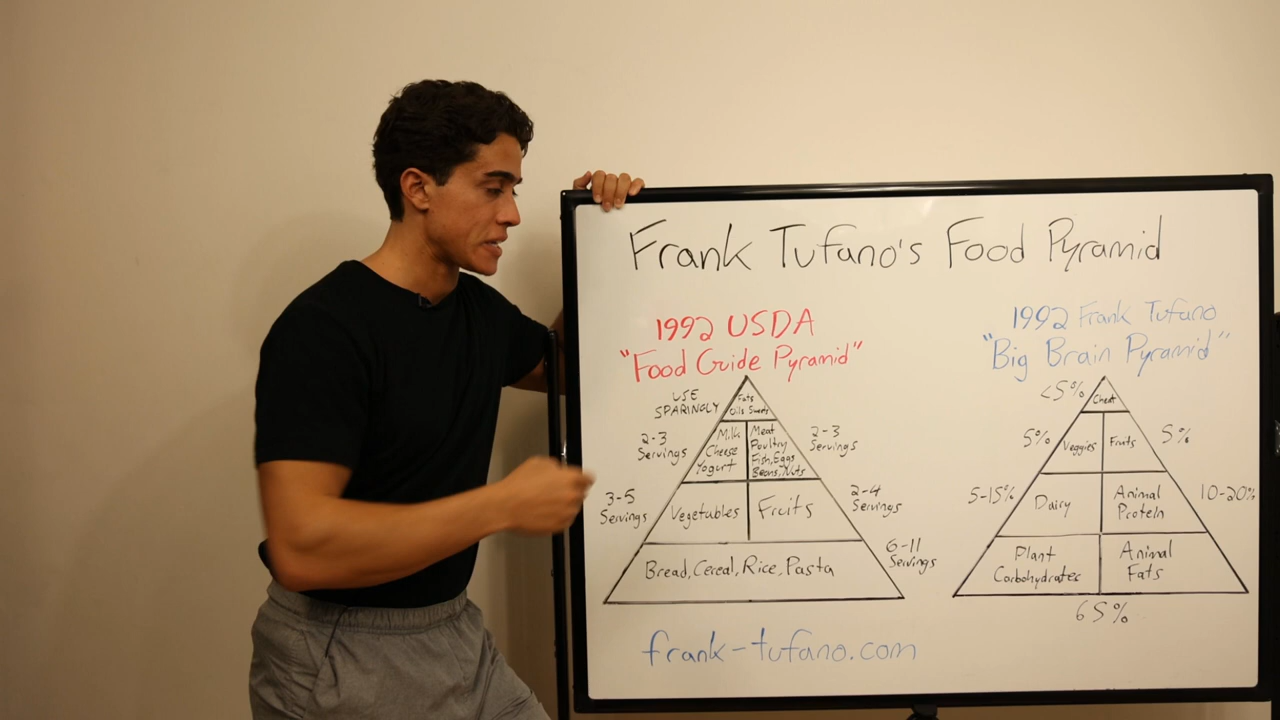 Frank Tufano's Food Pyramid
1992 USDA
"Food Guide Pyramid"
USE
SPARINGLY
Fats
Oils Sweets
2-3
Servings
Milk
Cheese
Yogurt
Meat
Poultry
Fish, Eggs
Beans, Nuts
2-3
Servings
3-5
Servings
Vegetables
Fruits
2-4
Servings
Bread, Cereal, Rice, Pasta
6-11
Servings
1992 Frank Tufano
"Big Brain Pyramid"
<5%
Cheat
5%
Veggies
Fruits
5%
5-15%
Dairy
Animal
Protein
10-20%
Plant
Carbohydrates
Animal
Fats
65%
frank-tufano.com